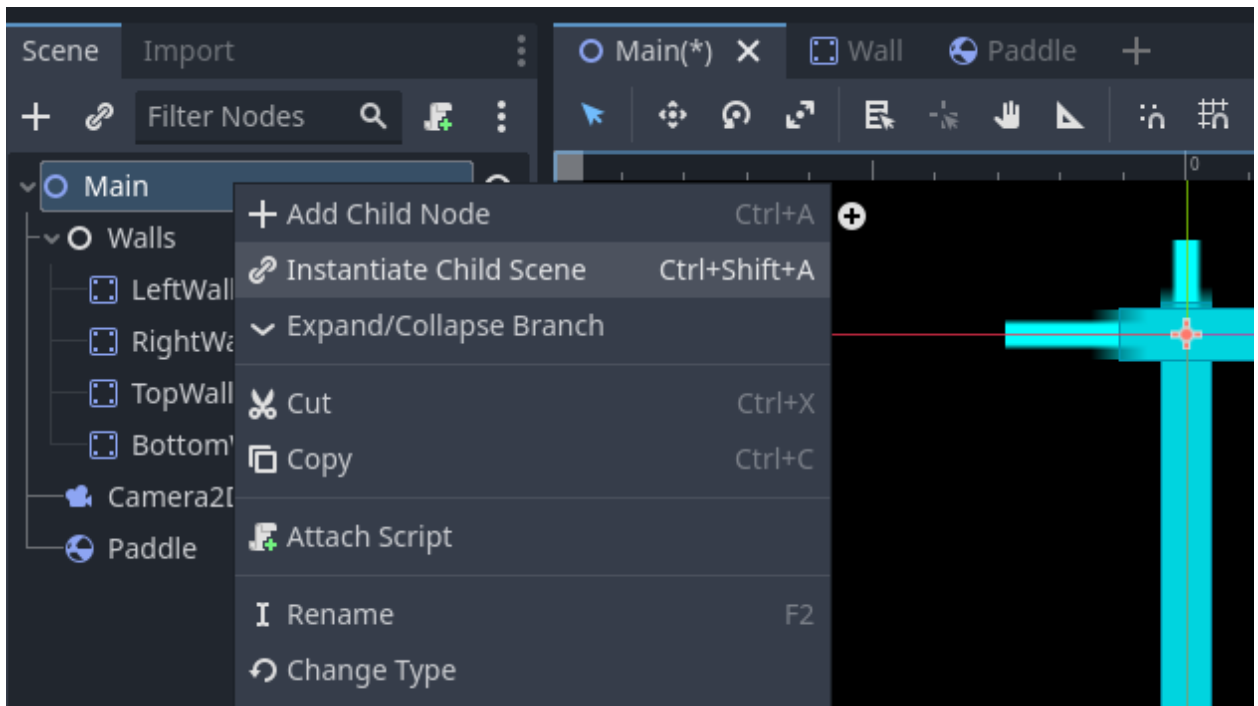 Scene Import
Main(*) Wall Paddle
Filter Nodes
0
Main
Walls
LeftWall
RightWa
TopWall
Bottom
Camera2D
Paddle
Add Child Node Ctrl+A
Instantiate Child Scene Ctrl+Shift+A
Expand/Collapse Branch
Cut Ctrl+X
Copy Ctrl+C
Attach Script
Rename F2
Change Type